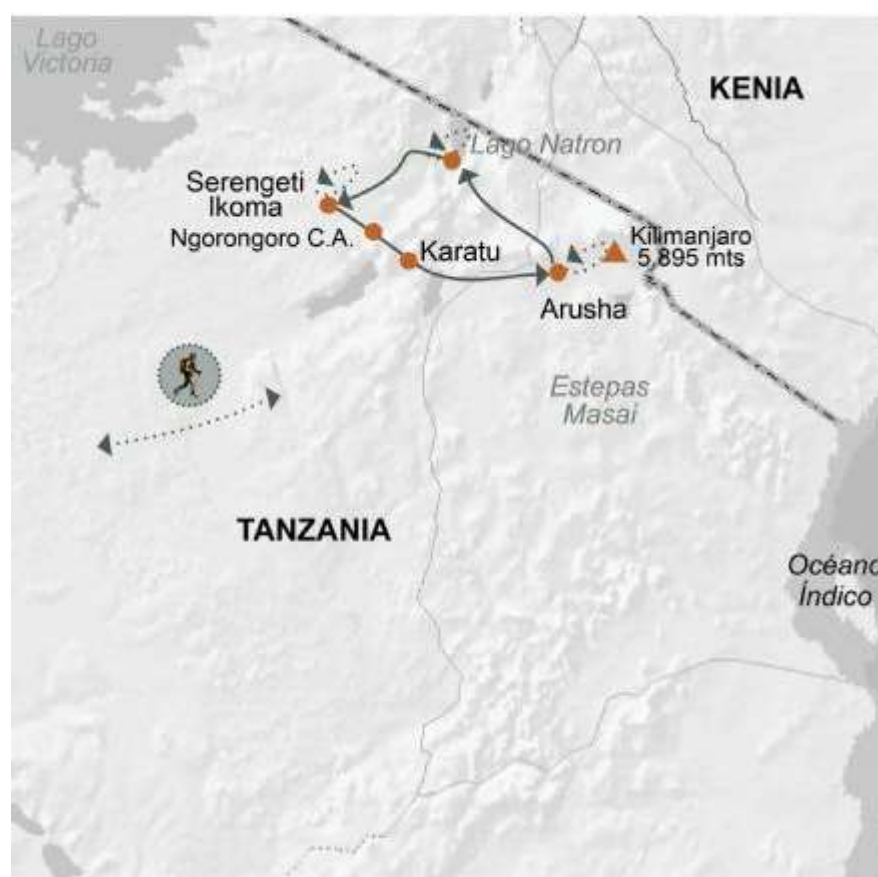 Lago
Victoria
KENIA
Lago Natron
Serengeti
Ikoma
Ngorongoro C.A.
Karatu
Kilimanjaro
5.895 mts
Arusha
Estepas
Masai
TANZANIA
Océano
Índico